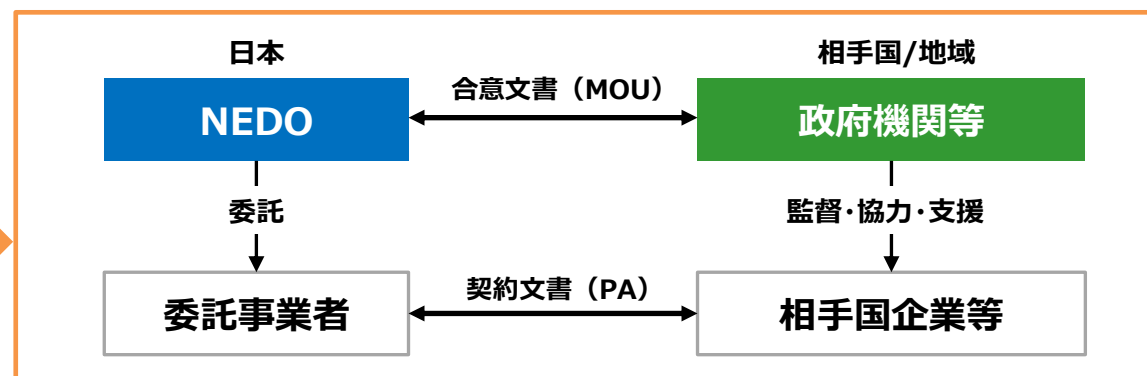 日本
相手国/地域
NEDO
合意文書（MOU）
政府機関等
委託
監督・協力・支援
委託事業者
契約文書（PA）
相手国企業等